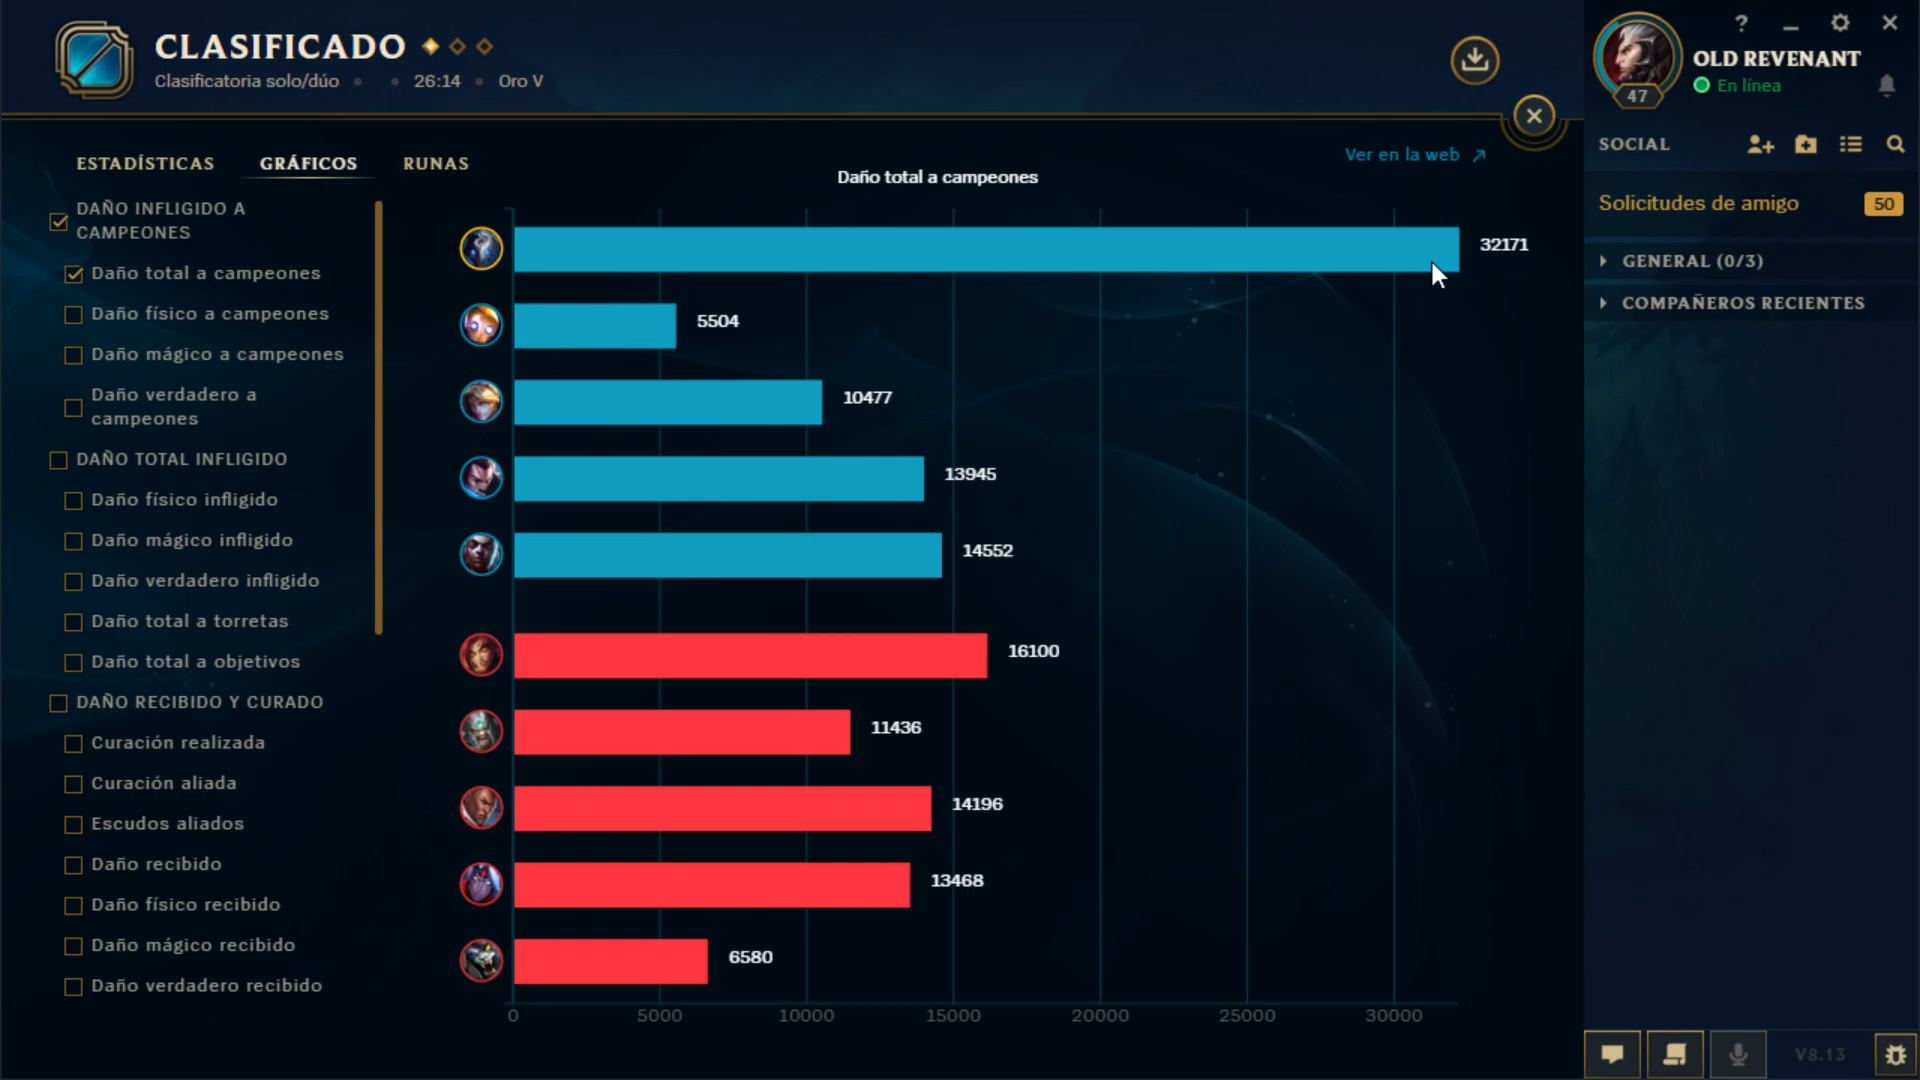 CLASIFICADO
Clasificatoria solo/dúo • • 26:14 • Oro V
?
OLD REVENANT
En línea
47
ESTADÍSTICAS GRÁFICOS RUNAS
Ver en la web
Daño total a campeones
SOCIAL
Solicitudes de amigo 50
GENERAL (0/3)
COMPAÑEROS RECIENTES
DAÑO INFLIGIDO A
CAMPEONES
Daño total a campeones
Daño físico a campeones
Daño mágico a campeones
Daño verdadero a
campeones
DAÑO TOTAL INFLIGIDO
Daño físico infligido
Daño mágico infligido
Daño verdadero infligido
Daño total a torretas
Daño total a objetivos
DAÑO RECIBIDO Y CURADO
Curación realizada
Curación aliada
Escudos aliados
Daño recibido
Daño físico recibido
Daño mágico recibido
Daño verdadero recibido
32171
5504
10477
13945
14552
16100
11436
14196
13468
6580
0 5000 10000 15000 20000 25000 30000
V8.13